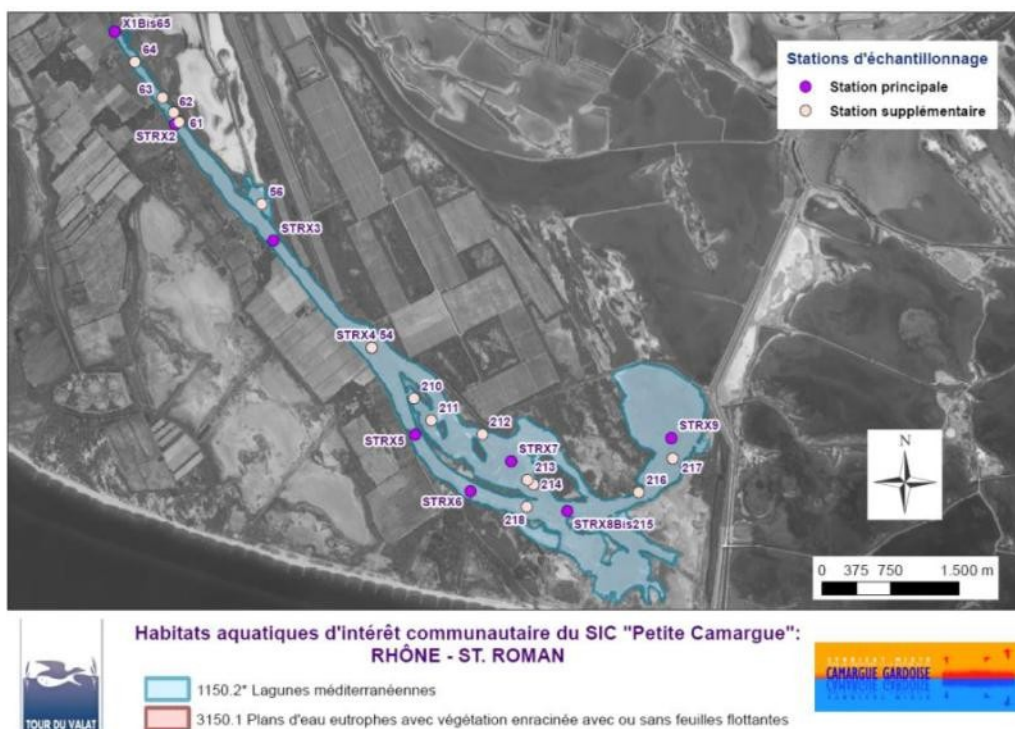 X1Bis65
64
63
62
61
STRX2
56
STRX3
STRX4 54
210
211
212
STRX5
STRX7
213
214
STRX6
218
STRX8Bis215
216
217
STRX9
Stations d'échantillonnage
Station principale
Station supplémentaire
N
0 375 750 1.500 m
Habitats aquatiques d'intérêt communautaire du SIC "Petite Camargue":
RHÔNE - ST. ROMAN
1150.2* Lagunes méditerranéennes
3150.1 Plans d'eau eutrophes avec végétation enracinée avec ou sans feuilles flottantes
TOUR DU VALAT
SYNDICAT MIXTE
CAMARGUE GARDOISE